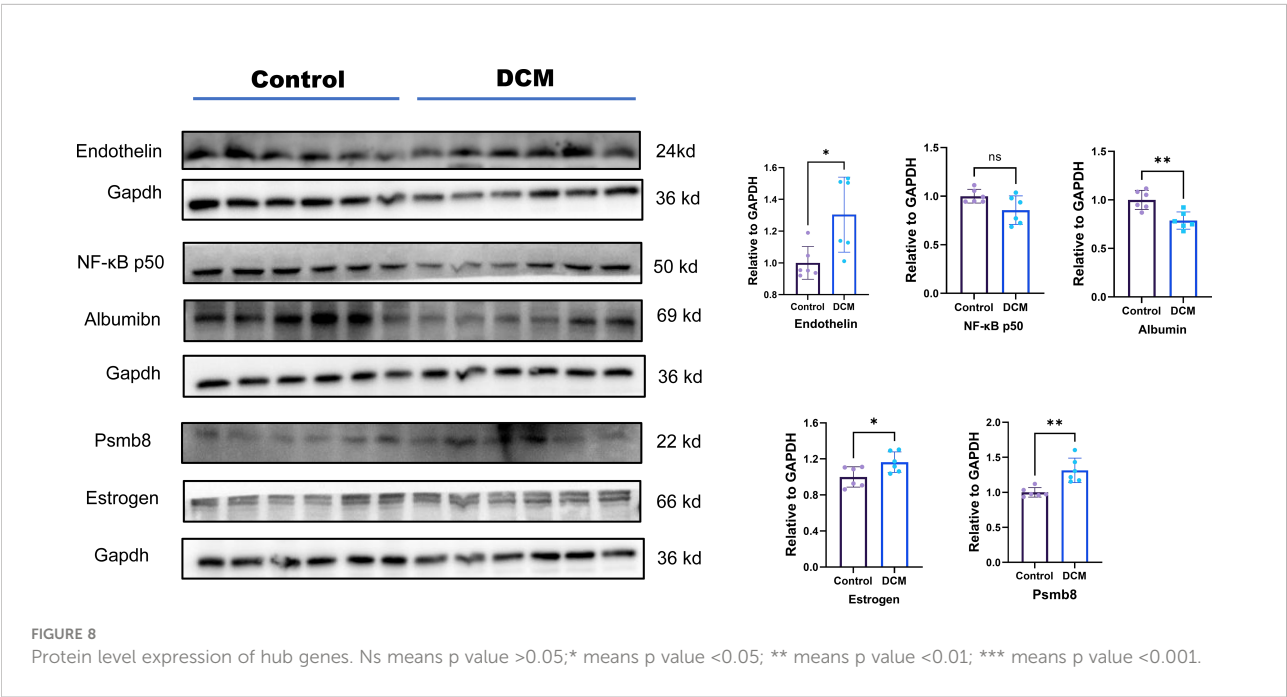 Control DCM
Endothelin 24kd
Gapdh 36 kd
NF-κB p50 50 kd
Albumibn 69 kd
Gapdh 36 kd
Psmb8 22 kd
Estrogen 66 kd
Gapdh 36 kd
Relative to GAPDH
1.6
1.4
1.2
1.0
0.8
*
Control DCM
Endothelin
Relative to GAPDH
1.5
1.0
0.5
0.0
ns
Control DCM
NF-κB p50
Relative to GAPDH
1.5
1.0
0.5
0.0
**
Control DCM
Albumin
Relative to GAPDH
1.6
1.2
0.8
0.4
0.0
*
Control DCM
Estrogen
Relative to GAPDH
2.0
1.5
1.0
0.5
0.0
**
Control DCM
Psmb8
FIGURE 8
Protein level expression of hub genes. Ns means p value >0.05;* means p value <0.05; ** means p value <0.01; *** means p value <0.001.